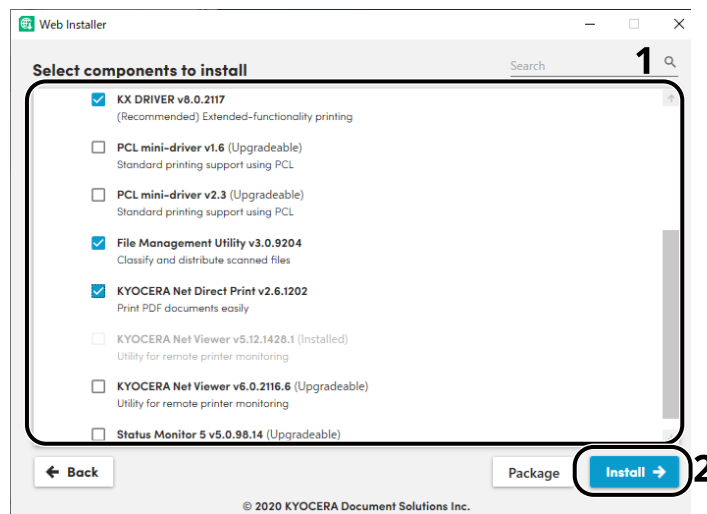 Web Installer
Select components to install
Search
1
KX DRIVER v8.0.2117
(Recommended) Extended-functionality printing
PCL mini-driver v1.6 (Upgradeable)
Standard printing support using PCL
PCL mini-driver v2.3 (Upgradeable)
Standard printing support using PCL
File Management Utility v3.0.9204
Classify and distribute scanned files
KYOCERA Net Direct Print v2.6.1202
Print PDF documents easily
KYOCERA Net Viewer v5.12.1428.1 (Installed)
Utility for remote printer monitoring
KYOCERA Net Viewer v6.0.2116.6 (Upgradeable)
Utility for remote printer monitoring
Status Monitor 5 v5.0.98.14 (Upgradeable)
← Back
Package
Install →
2
© 2020 KYOCERA Document Solutions Inc.